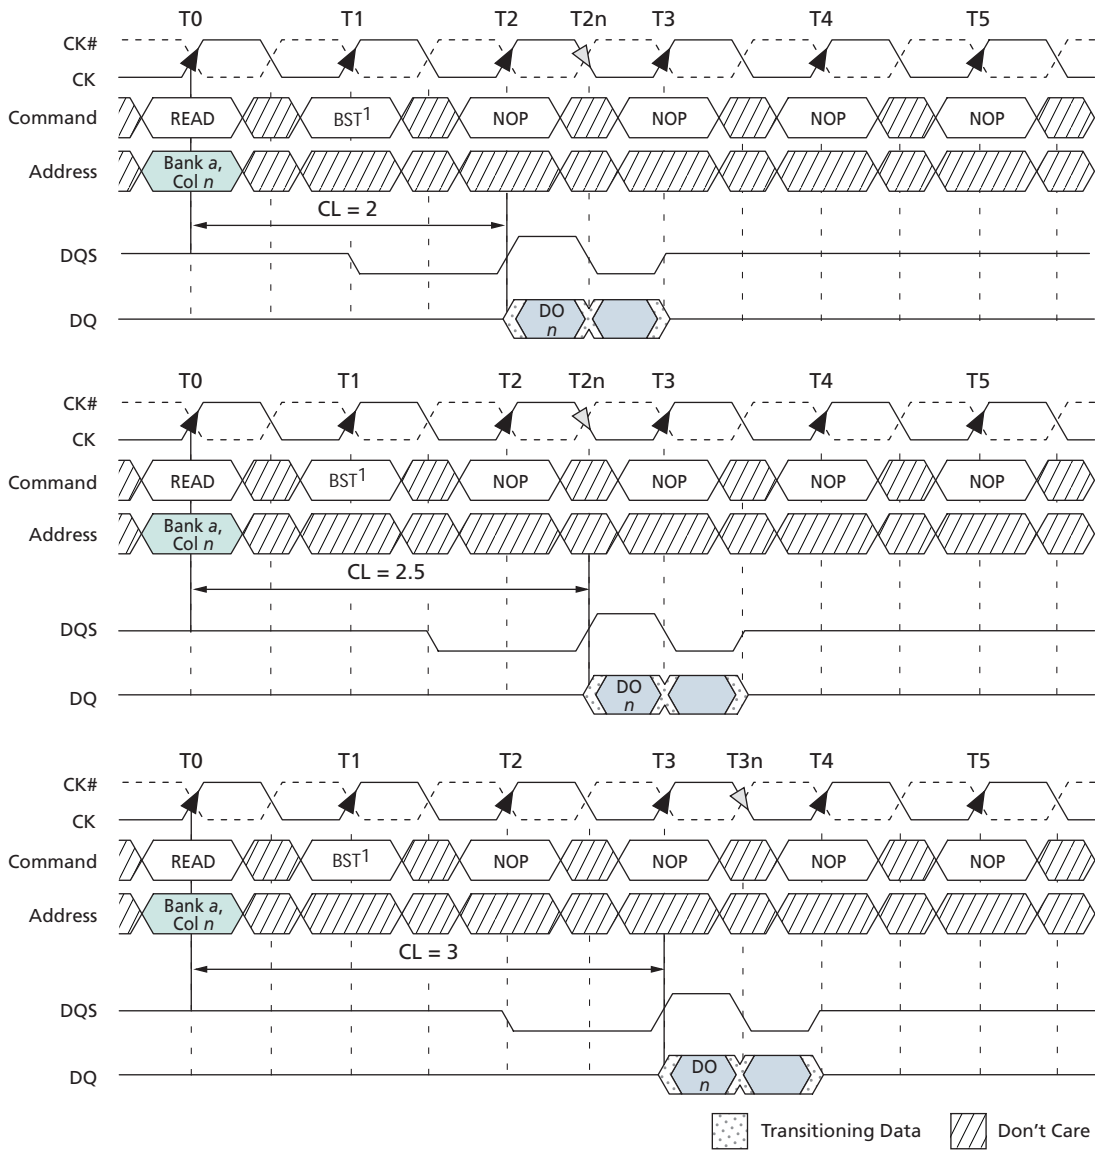 T0 T1 T2 T2n T3 T4 T5
CK#
CK
Command READ BST1 NOP NOP NOP NOP
Address Bank a,
Col n
CL = 2
DQS
DQ DO
n
T0 T1 T2 T2n T3 T4 T5
CK#
CK
Command READ BST1 NOP NOP NOP NOP
Address Bank a,
Col n
CL = 2.5
DQS
DQ DO
n
T0 T1 T2 T3 T3n T4 T5
CK#
CK
Command READ BST1 NOP NOP NOP NOP
Address Bank a,
Col n
CL = 3
DQS
DQ DO
n
Transitioning Data Don't Care